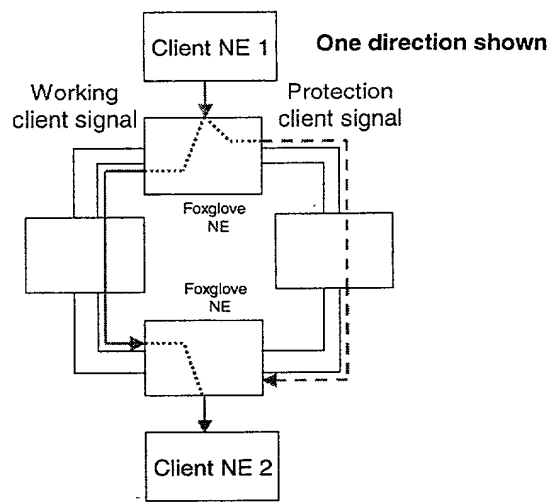 Client NE 1
One direction shown
Working
client signal
Protection
client signal
Foxglove
NE
Foxglove
NE
Client NE 2